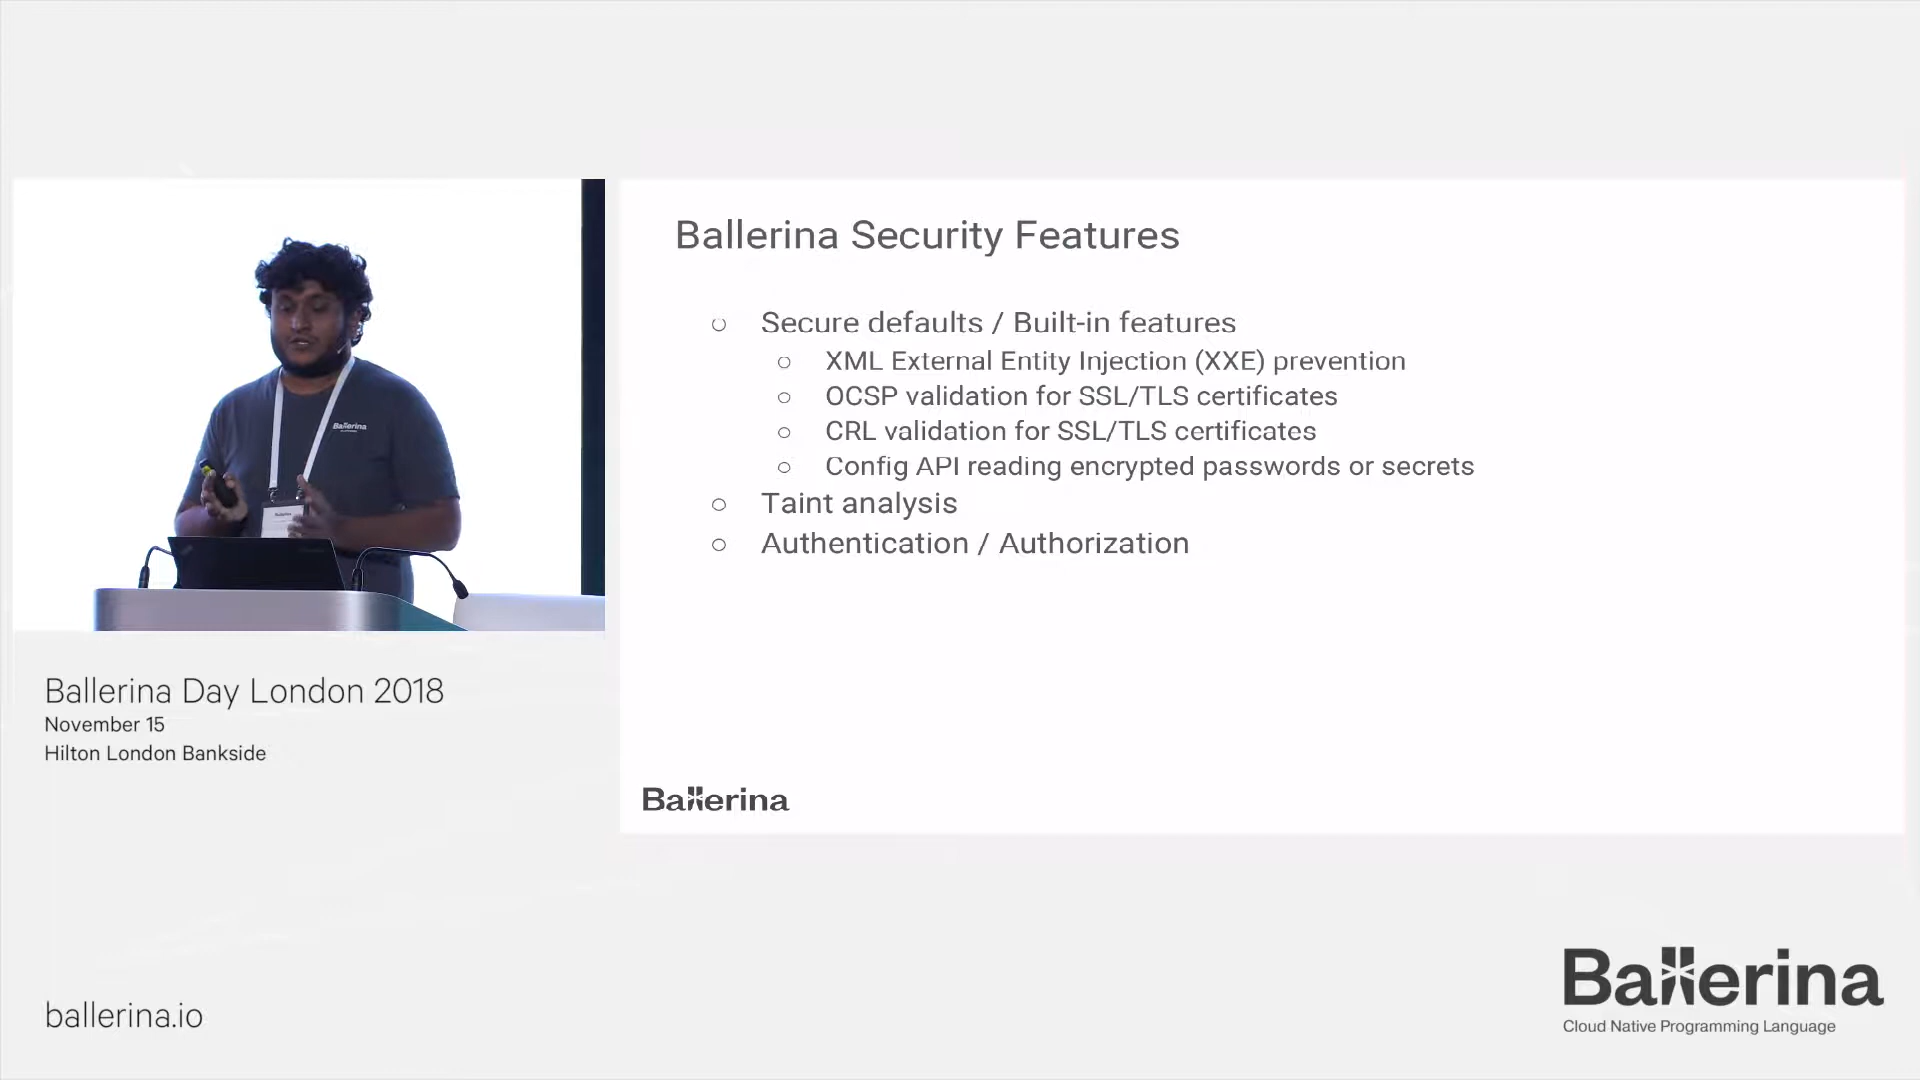 Ballerina Security Features
Secure defaults / Built-in features
XML External Entity Injection (XXE) prevention
OCSP validation for SSL/TLS certificates
CRL validation for SSL/TLS certificates
Config API reading encrypted passwords or secrets
Taint analysis
Authentication / Authorization
Ballerina
Ballerina
Ballerina Day London 2018
November 15
Hilton London Bankside
ballerina.io
Ballerina
Cloud Native Programming Language